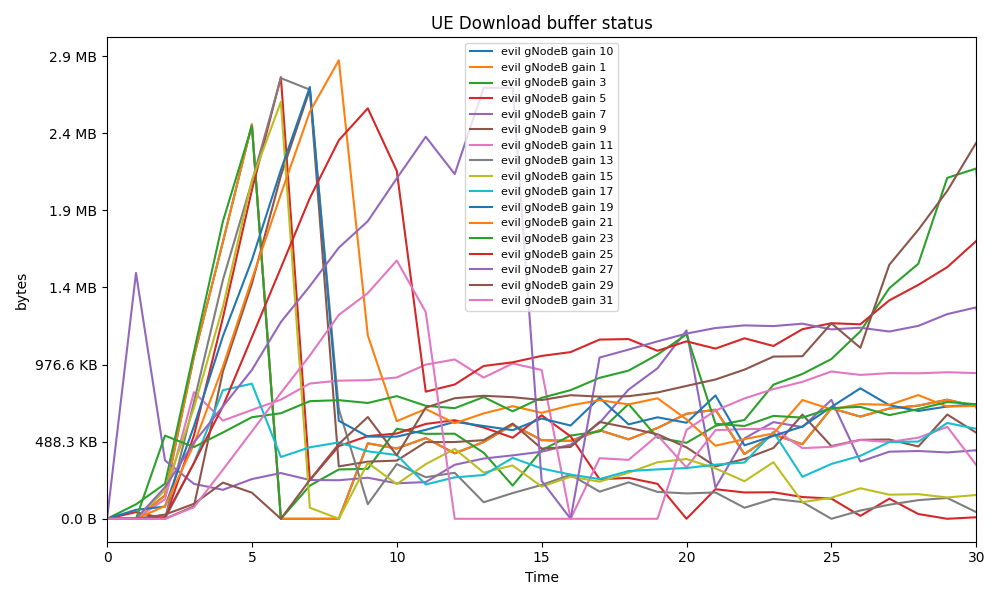 UE Download buffer status
2.9 MB
2.4 MB
1.9 MB
1.4 MB
976.6 KB
488.3 KB
0.0 B
bytes
evil gNodeB gain 10
evil gNodeB gain 1
evil gNodeB gain 3
evil gNodeB gain 5
evil gNodeB gain 7
evil gNodeB gain 9
evil gNodeB gain 11
evil gNodeB gain 13
evil gNodeB gain 15
evil gNodeB gain 17
evil gNodeB gain 19
evil gNodeB gain 21
evil gNodeB gain 23
evil gNodeB gain 25
evil gNodeB gain 27
evil gNodeB gain 29
evil gNodeB gain 31
0 5 10 15 20 25 30
Time